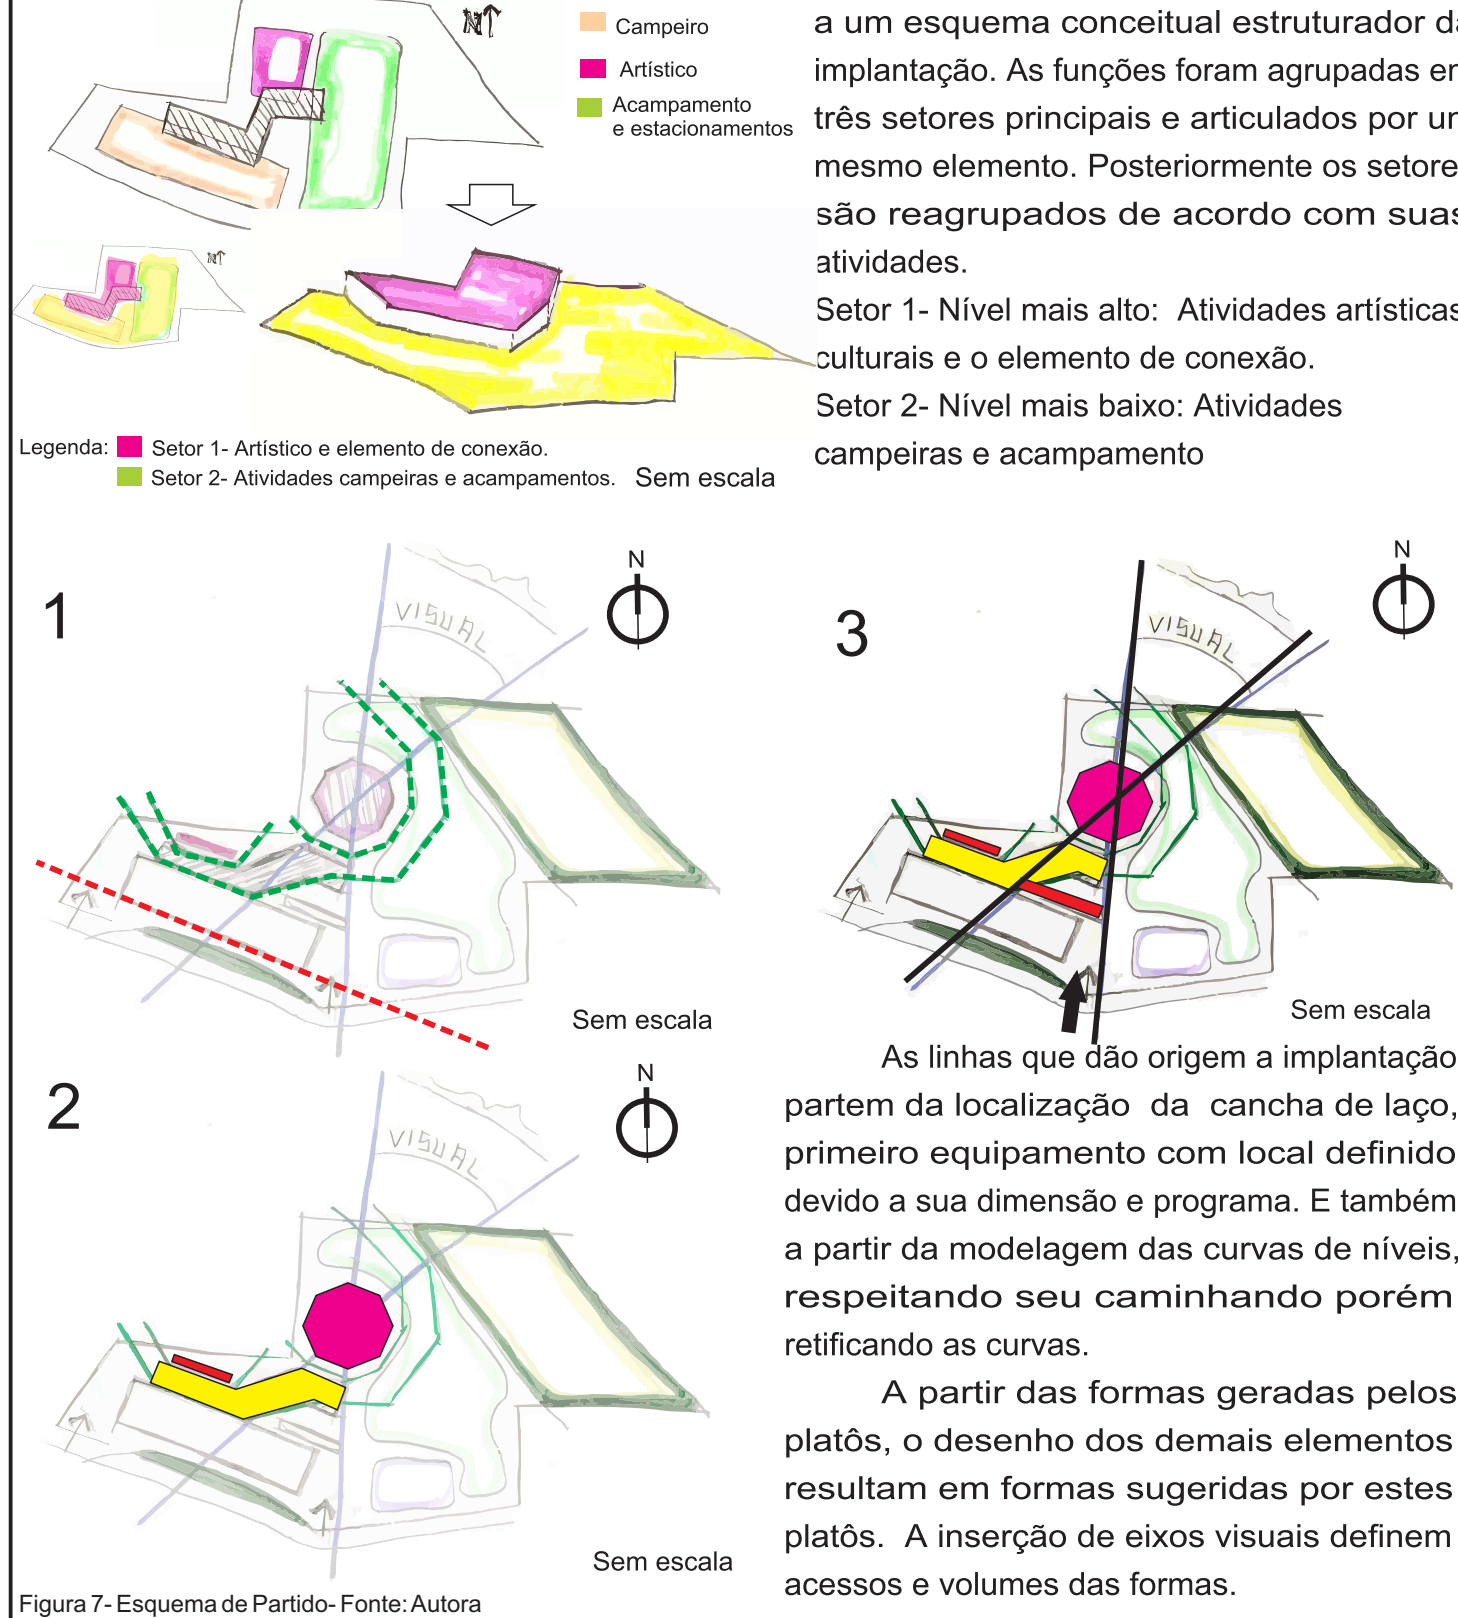 N
Campeiro
Artístico
Acampamento
e estacionamentos
a um esquema conceitual estruturador
implantação. As funções foram agrupadas
três setores principais e articulados por
mesmo elemento. Posteriormente os
são reagrupados de acordo com suas
atividades.
Setor 1- Nível mais alto: Atividades artísticas
culturais e o elemento de conexão.
Setor 2- Nível mais baixo: Atividades
campeiras e acampamento
N
Legenda:
Setor 1- Artístico e elemento de conexão.
Setor 2- Atividades campeiras e acampamentos.
Sem escala
1
VISUAL
N
Sem escala
3
VISUAL
N
Sem escala
2
VISUAL
N
Sem escala
As linhas que dão origem a implantação
partem da localização da cancha de laço,
primeiro equipamento com local definido
devido a sua dimensão e programa. E também
a partir da modelagem das curvas de níveis,
respeitando seu caminhando porém
retificando as curvas.
A partir das formas geradas pelos
platôs, o desenho dos demais elementos
resultam em formas sugeridas por estes
platôs. A inserção de eixos visuais definem
acessos e volumes das formas.
Figura 7- Esquema de Partido- Fonte: Autora